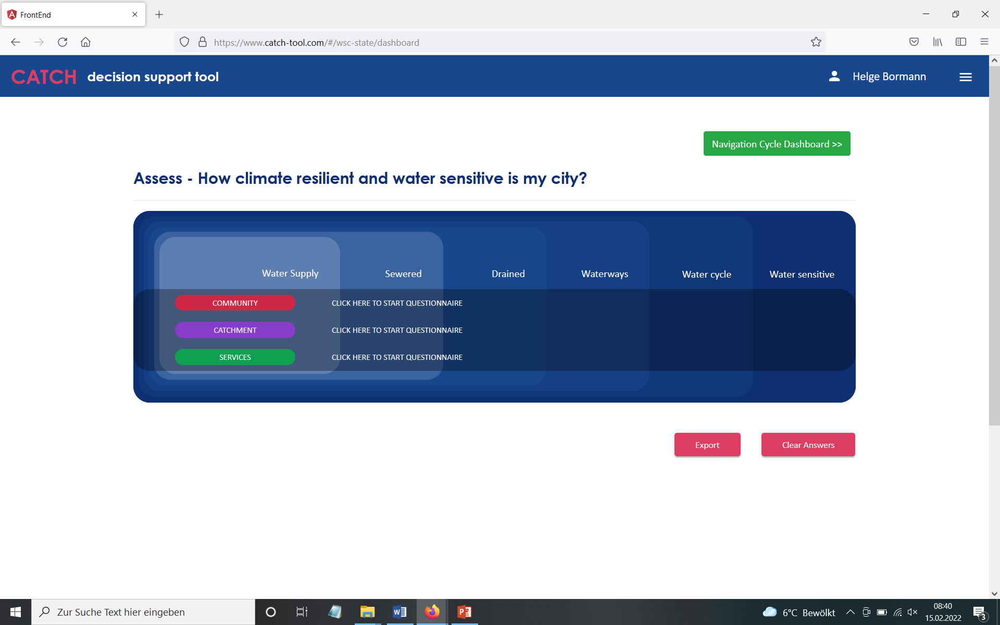 FrontEnd
https://www.catch-tool.com/#/wsc-state/dashboard
CATCH decision support tool
Helge Bormann
Navigation Cycle Dashboard >>
Assess - How climate resilient and water sensitive is my city?
Water Supply Sewered Drained Waterways Water cycle Water sensitive
COMMUNITY CLICK HERE TO START QUESTIONNAIRE
CATCHMENT CLICK HERE TO START QUESTIONNAIRE
SERVICES CLICK HERE TO START QUESTIONNAIRE
Export Clear Answers
Zur Suche Text hier eingeben
6°C Bewölkt
08:40
15.02.2022
3